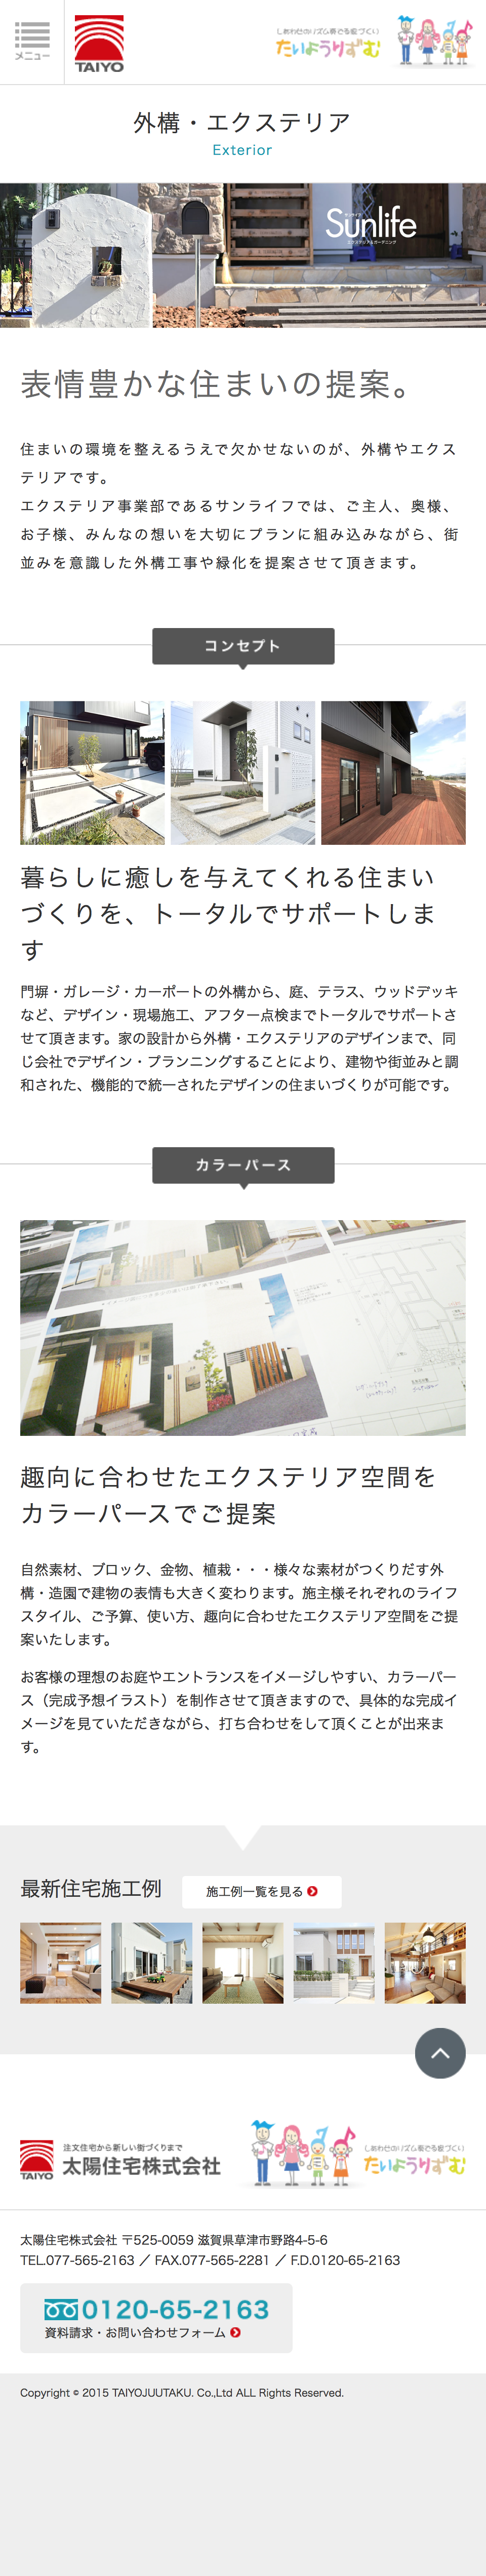 メニュー
TAIYO
しあわせのリズム奏でる家づくり
たいようりずむ
外構・エクステリア
Exterior
サンライフ
Sunlife
エクステリア&ガーデニング
表情豊かな住まいの提案。
住まいの環境を整えるうえで欠かせないのが、外構やエクス
テリアです。
エクステリア事業部であるサンライフでは、ご主人、奥様、
お子様、みんなの想いを大切にプランに組み込みながら、街
並みを意識した外構工事や緑化を提案させて頂きます。
コンセプト
暮らしに癒しを与えてくれる住まい
づくりを、トータルでサポートしま
す
門塀・ガレージ・カーポートの外構から、庭、テラス、ウッドデッキ
など、デザイン・現場施工、アフター点検までトータルでサポートさ
せて頂きます。家の設計から外構・エクステリアのデザインまで、同
じ会社でデザイン・プランニングすることにより、建物や街並みと調
和された、機能的で統一されたデザインの住まいづくりが可能です。
カラーパース
趣向に合わせたエクステリア空間を
カラーパースでご提案
自然素材、ブロック、金物、植栽・・・様々な素材がつくりだす外
構・造園で建物の表情も大きく変わります。施主様それぞれのライフ
スタイル、ご予算、使い方、趣向に合わせたエクステリア空間をご提
案いたします。
お客様の理想のお庭やエントランスをイメージしやすい、カラーパー
ス（完成予想イラスト）を制作させて頂きますので、具体的な完成イ
メージを見ていただきながら、打ち合わせをして頂くことが出来ま
す。
最新住宅施工例
施工例一覧を見る
注文住宅から新しい街づくりまで
TAIYO 太陽住宅株式会社
しあわせのリズム奏でる家づくり
たいようりずむ
太陽住宅株式会社 〒525-0059 滋賀県草津市野路4-5-6
TEL.077-565-2163 ／ FAX.077-565-2281 ／ F.D.0120-65-2163
0120-65-2163
資料請求・お問い合わせフォーム
Copyright © 2015 TAIYOJUUTAKU. Co.,Ltd ALL Rights Reserved.